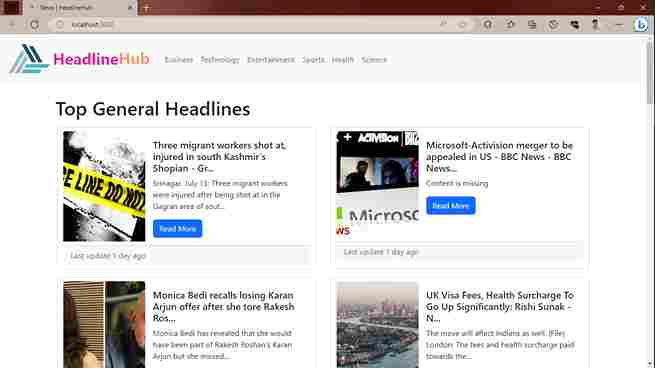 News | HeadlineHub
localhost:3000
HeadlineHub
Business Technology Entertainment Sports Health Science
Top General Headlines
Three migrant workers shot at,
injured in south Kashmir's
Shopian - Gr...
Srinagar, July 13: Three migrant workers
were injured after being shot at in the
Gagran area of sout...
Read More
Last update 1 day ago
ACTIVISION
Microso
WS
Microsoft-Activision merger to be
appealed in US - BBC News - BBC
News...
Content is missing
Read More
Last update 1 day ago
E LINE DO NOT
Monica Bedi recalls losing Karan
Arjun offer after she tore Rakesh
Ros...
Monica Bedi has revealed that she would
have been part of Rakesh Roshan's Karan
Arjun but she missed...
UK Visa Fees, Health Surcharge To
Go Up Significantly: Rishi Sunak -
N...
The move will affect Indians as well. (File)
London: The fees and health surcharge paid
towards the...